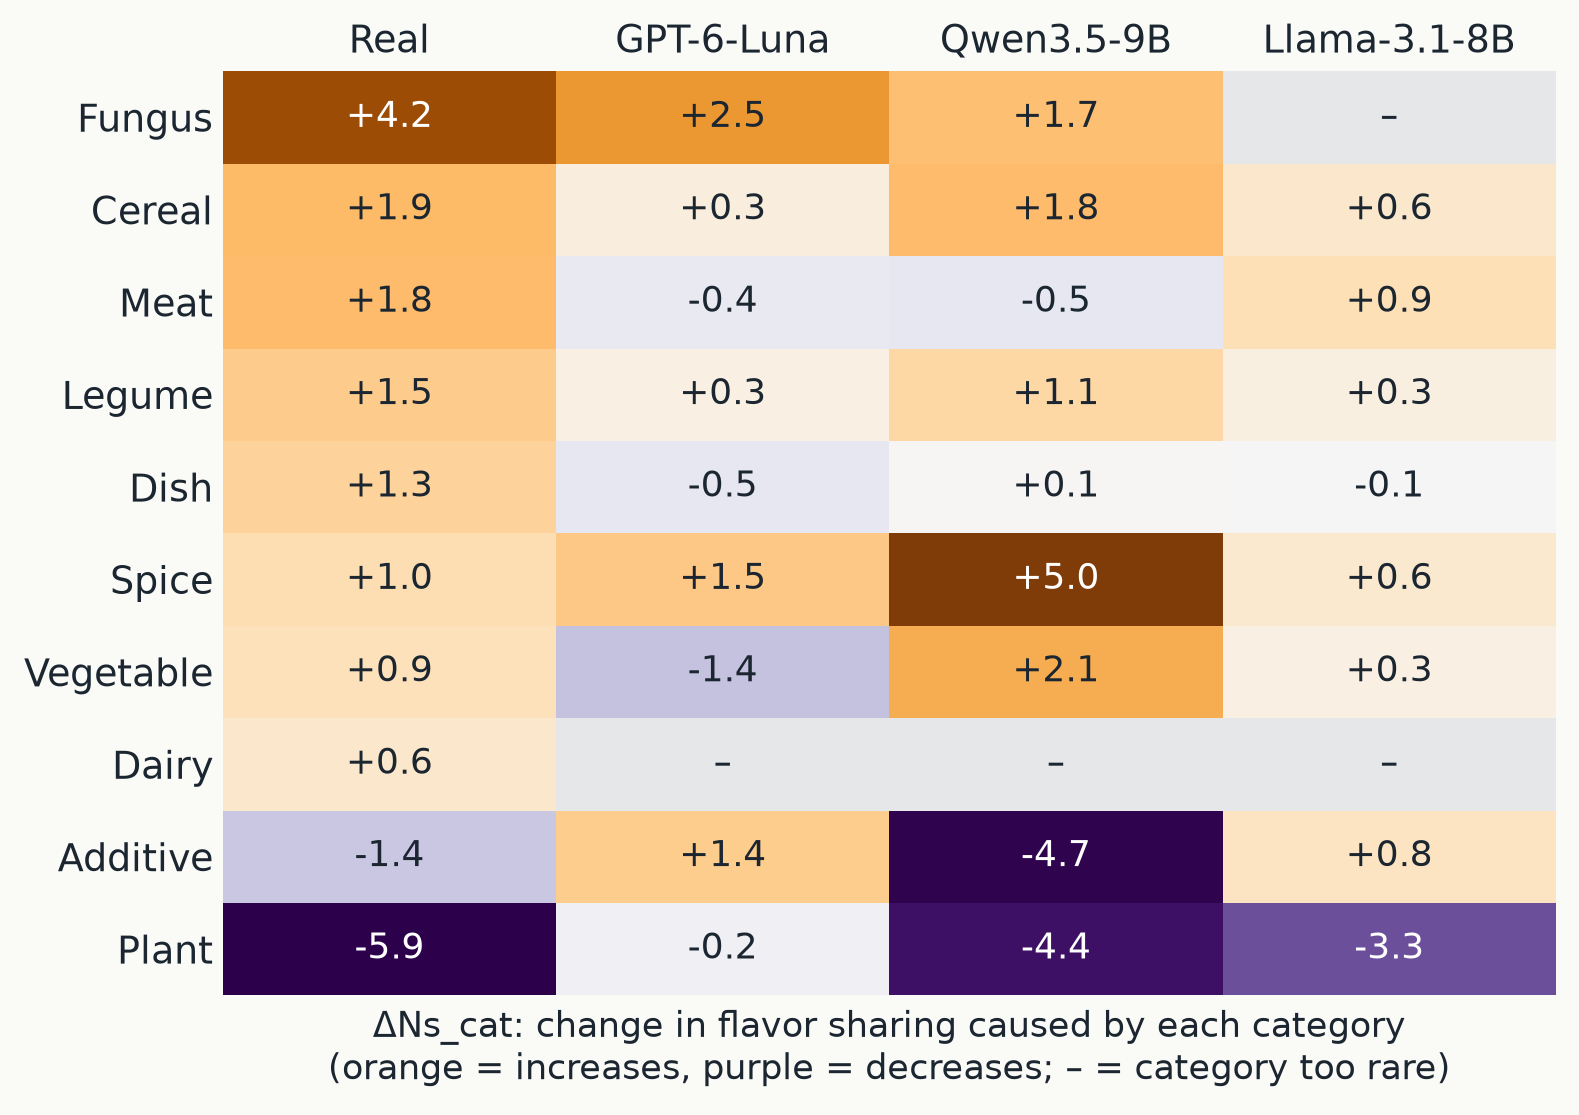 Real GPT-6-Luna Qwen3.5-9B Llama-3.1-8B
Fungus +4.2 +2.5 +1.7 –
Cereal +1.9 +0.3 +1.8 +0.6
Meat +1.8 -0.4 -0.5 +0.9
Legume +1.5 +0.3 +1.1 +0.3
Dish +1.3 -0.5 +0.1 -0.1
Spice +1.0 +1.5 +5.0 +0.6
Vegetable +0.9 -1.4 +2.1 +0.3
Dairy +0.6 – – –
Additive -1.4 +1.4 -4.7 +0.8
Plant -5.9 -0.2 -4.4 -3.3
ΔNs_cat: change in flavor sharing caused by each category
(orange = increases, purple = decreases; – = category too rare)